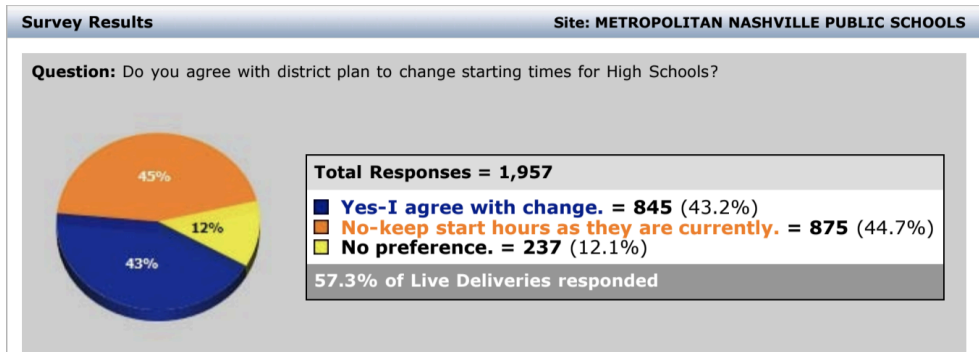 Survey Results
Site: METROPOLITAN NASHVILLE PUBLIC SCHOOLS
Question: Do you agree with district plan to change starting times for High Schools?
45%
12%
43%
Total Responses = 1,957
Yes-I agree with change. = 845 (43.2%)
No-keep start hours as they are currently. = 875 (44.7%)
No preference. = 237 (12.1%)
57.3% of Live Deliveries responded